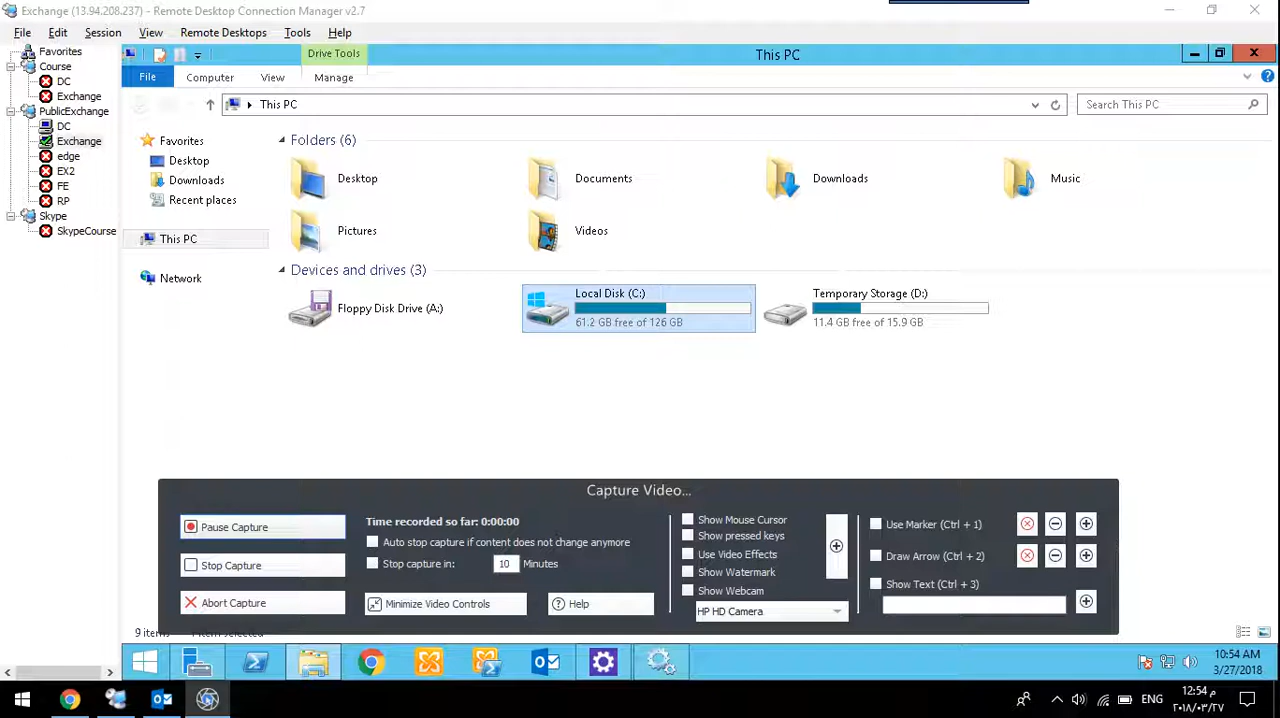 Exchange (13.94.208.237) - Remote Desktop Connection Manager v2.7
File Edit Session View Remote Desktops Tools Help
Favorites
Course
DC
Exchange
PublicExchange
DC
Exchange
edge
EX2
FE
RP
Skype
SkypeCourse
Drive Tools
This PC
File Computer View Manage
This PC
Search This PC
Favorites
Desktop
Downloads
Recent places
This PC
Network
Folders (6)
Desktop
Documents
Downloads
Music
Pictures
Videos
Devices and drives (3)
Floppy Disk Drive (A:)
Local Disk (C:)
61.2 GB free of 126 GB
Temporary Storage (D:)
11.4 GB free of 15.9 GB
Capture Video...
Pause Capture
Stop Capture
Abort Capture
Time recorded so far: 0:00:00
Auto stop capture if content does not change anymore
Stop capture in: 10 Minutes
Minimize Video Controls
Help
Show Mouse Cursor
Show pressed keys
Use Video Effects
Show Watermark
Show Webcam
HP HD Camera
Use Marker (Ctrl + 1)
Draw Arrow (Ctrl + 2)
Show Text (Ctrl + 3)
9 items
10:54 AM
3/27/2018
ENG
12:54 م
٢٠١٨/٠٣/٢٧